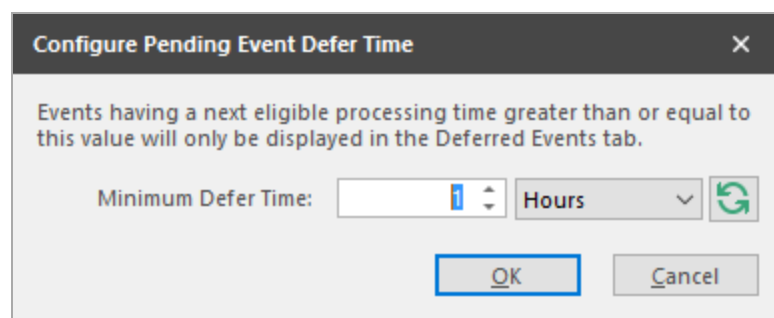 Configure Pending Event Defer Time
Events having a next eligible processing time greater than or equal to
this value will only be displayed in the Deferred Events tab.
Minimum Defer Time: 1 Hours
OK Cancel